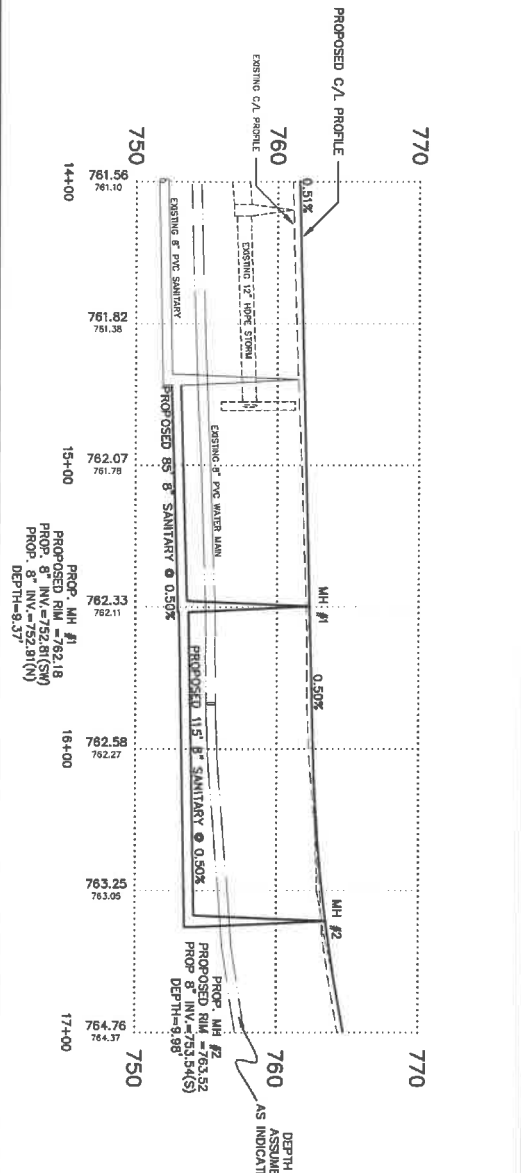 PROPOSED C/L PROFILE
EXISTING C/L PROFILE
770
760
750
770
760
750
0.51%
0.50%
MH #1
MH #2
EXISTING 12" HDPE STORM
EXISTING 8" PVC SANITARY
EXISTING 8" PVC WATER MAIN
PROPOSED 85' 8" SANITARY @ 0.50%
PROPOSED 115' 8" SANITARY @ 0.50%
DEPTH
ASSUME
AS INDICAT
PROP. MH #2
PROPOSED RIM =763.52
PROP 8" INV.=753.54(S)
DEPTH=9.98'
761.56
761.10
761.82
751.38
762.07
761.78
762.33
762.11
762.58
762.27
763.25
763.05
764.76
764.37
14+00
15+00
16+00
17+00
PROP. MH #1
PROPOSED RIM =762.18
PROP. 8" INV.=752.81(SW)
PROP. 8" INV.=752.91(N)
DEPTH=9.37'